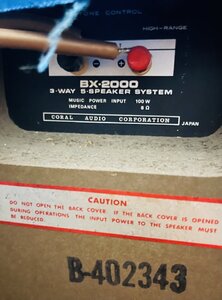 TONE CONTROL
HIGH-RANGE
- +
BX-2000
3-WAY 5-SPEAKER SYSTEM
MUSIC POWER INPUT 100 W
IMPEDANCE 8 Ω
CORAL AUDIO CORPORATION JAPAN
CAUTION
DO NOT OPEN THE BACK COVER. IF THE BACK COVER IS OPENED
DURING OPERATIONS THE INPUT POWER TO THE SPEAKER MUST
BE REDUCED.
B-402343